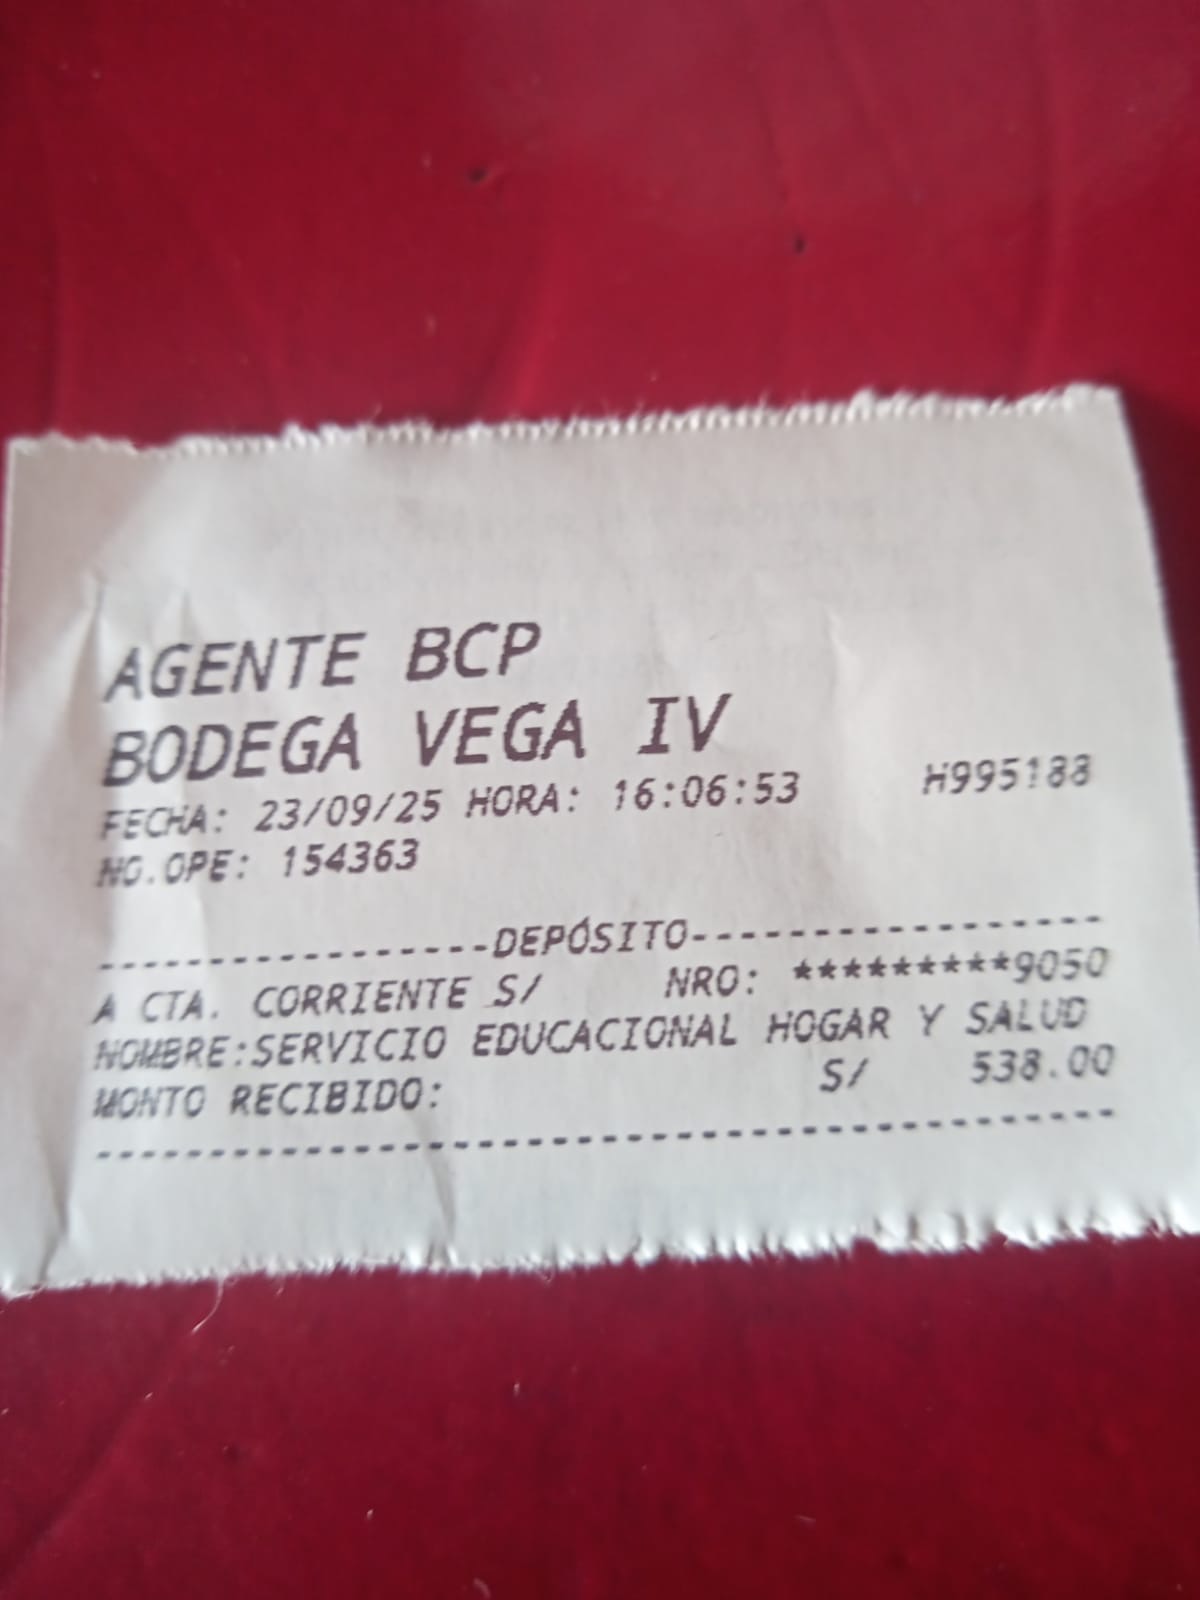 AGENTE BCP
BODEGA VEGA IV
FECHA: 23/09/25 HORA: 16:06:53 H995188
NO.OPE: 154363
-----------------DEPÓSITO------------------
A CTA. CORRIENTE S/ NRO: *********9050
NOMBRE:SERVICIO EDUCACIONAL HOGAR Y SALUD
MONTO RECIBIDO: S/ 538.00